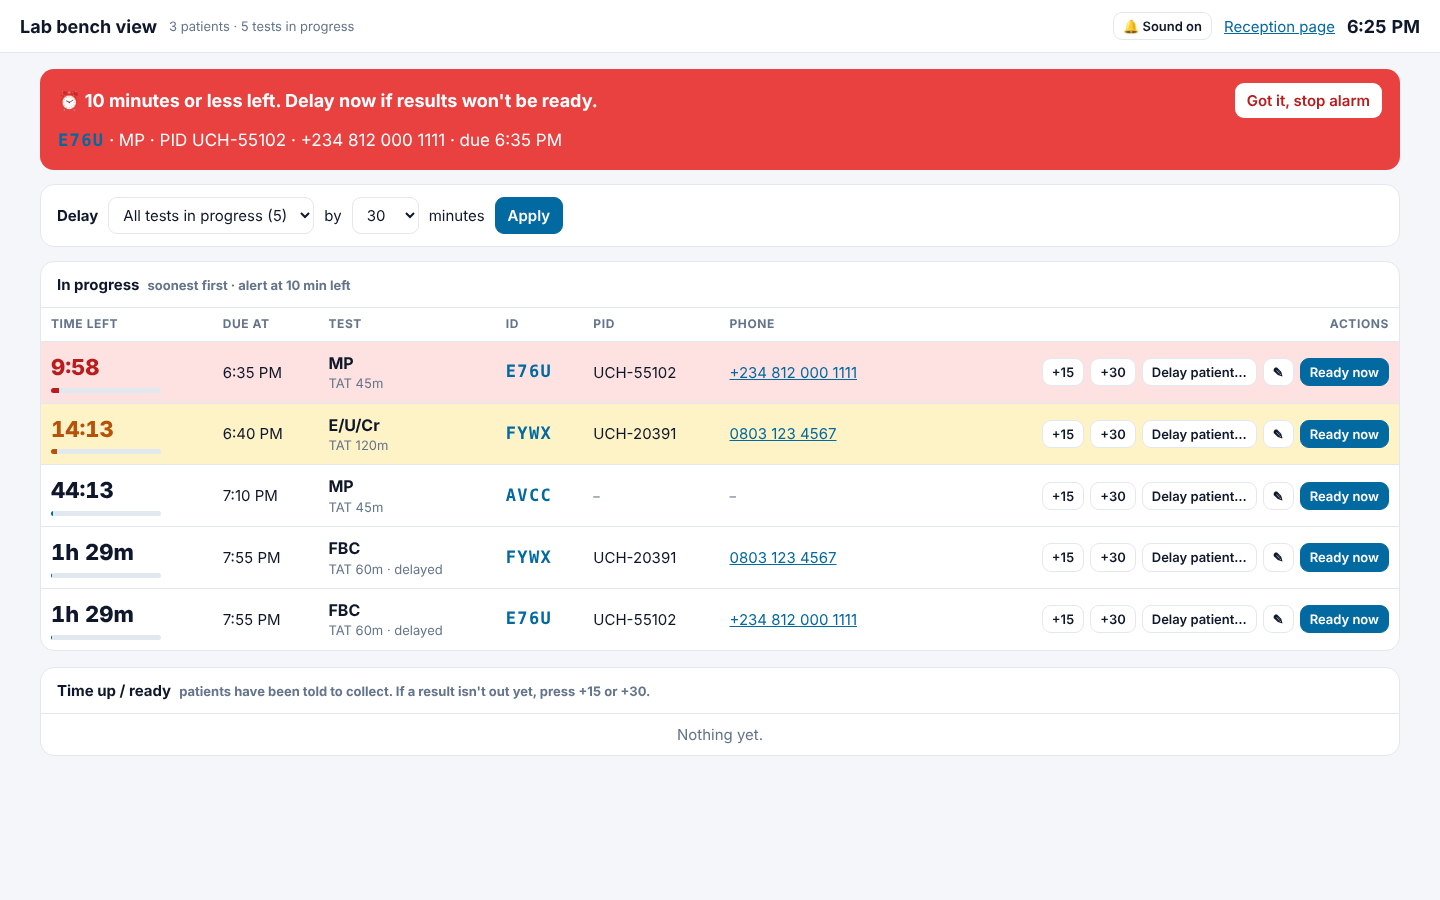 Lab bench view 3 patients · 5 tests in progress 🔔 Sound on Reception page 6:25 PM
⏰ 10 minutes or less left. Delay now if results won't be ready. Got it, stop alarm
E76U · MP · PID UCH-55102 · +234 812 000 1111 · due 6:35 PM
Delay All tests in progress (5) by 30 minutes Apply
In progress soonest first · alert at 10 min left
TIME LEFT DUE AT TEST ID PID PHONE ACTIONS
9:58 6:35 PM MP E76U UCH-55102 +234 812 000 1111 +15 +30 Delay patient... ✎ Ready now
TAT 45m
14:13 6:40 PM E/U/Cr FYWX UCH-20391 0803 123 4567 +15 +30 Delay patient... ✎ Ready now
TAT 120m
44:13 7:10 PM MP AVCC – – +15 +30 Delay patient... ✎ Ready now
TAT 45m
1h 29m 7:55 PM FBC FYWX UCH-20391 0803 123 4567 +15 +30 Delay patient... ✎ Ready now
TAT 60m · delayed
1h 29m 7:55 PM FBC E76U UCH-55102 +234 812 000 1111 +15 +30 Delay patient... ✎ Ready now
TAT 60m · delayed
Time up / ready patients have been told to collect. If a result isn't out yet, press +15 or +30.
Nothing yet.